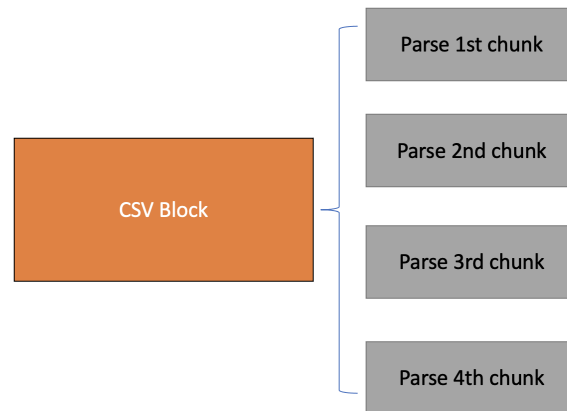 Parse 1st chunk
Parse 2nd chunk
CSV Block
Parse 3rd chunk
Parse 4th chunk